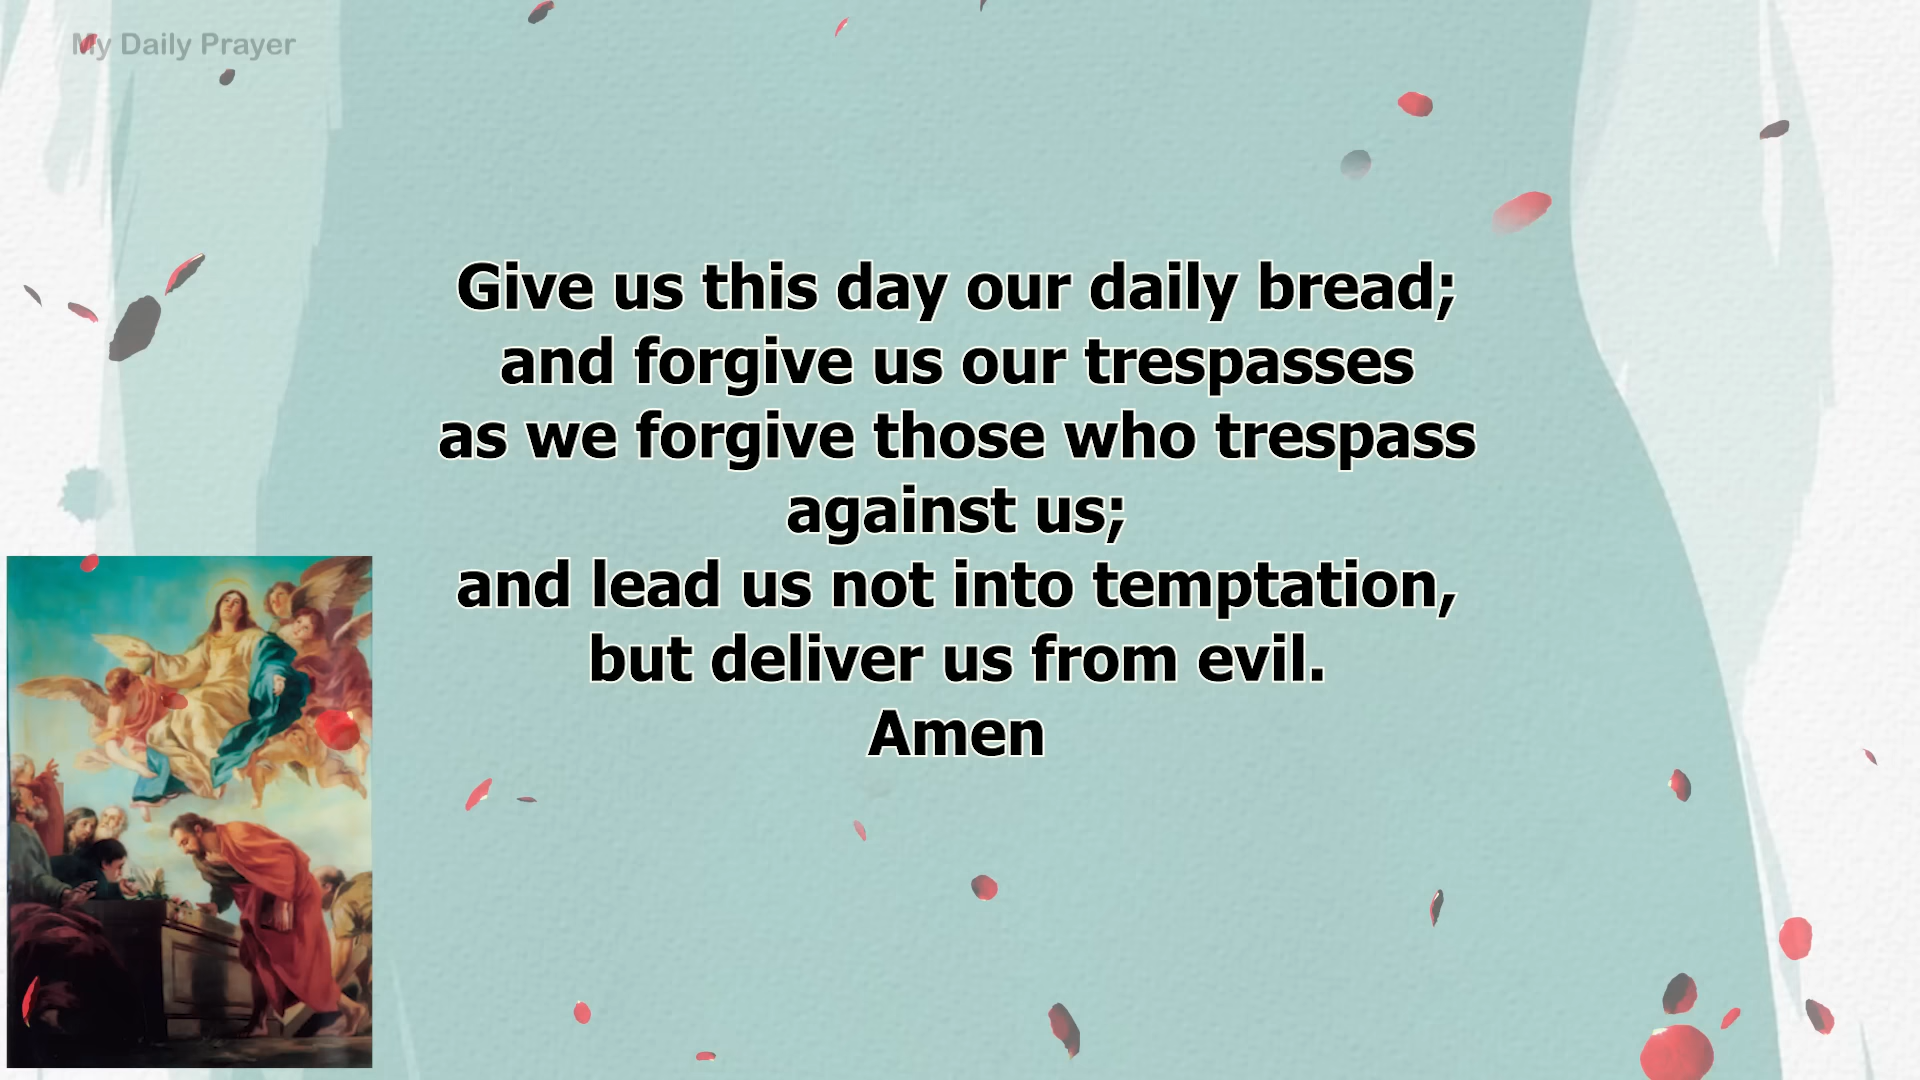 My Daily Prayer
Give us this day our daily bread;
and forgive us our trespasses
as we forgive those who trespass
against us;
and lead us not into temptation,
but deliver us from evil.
Amen